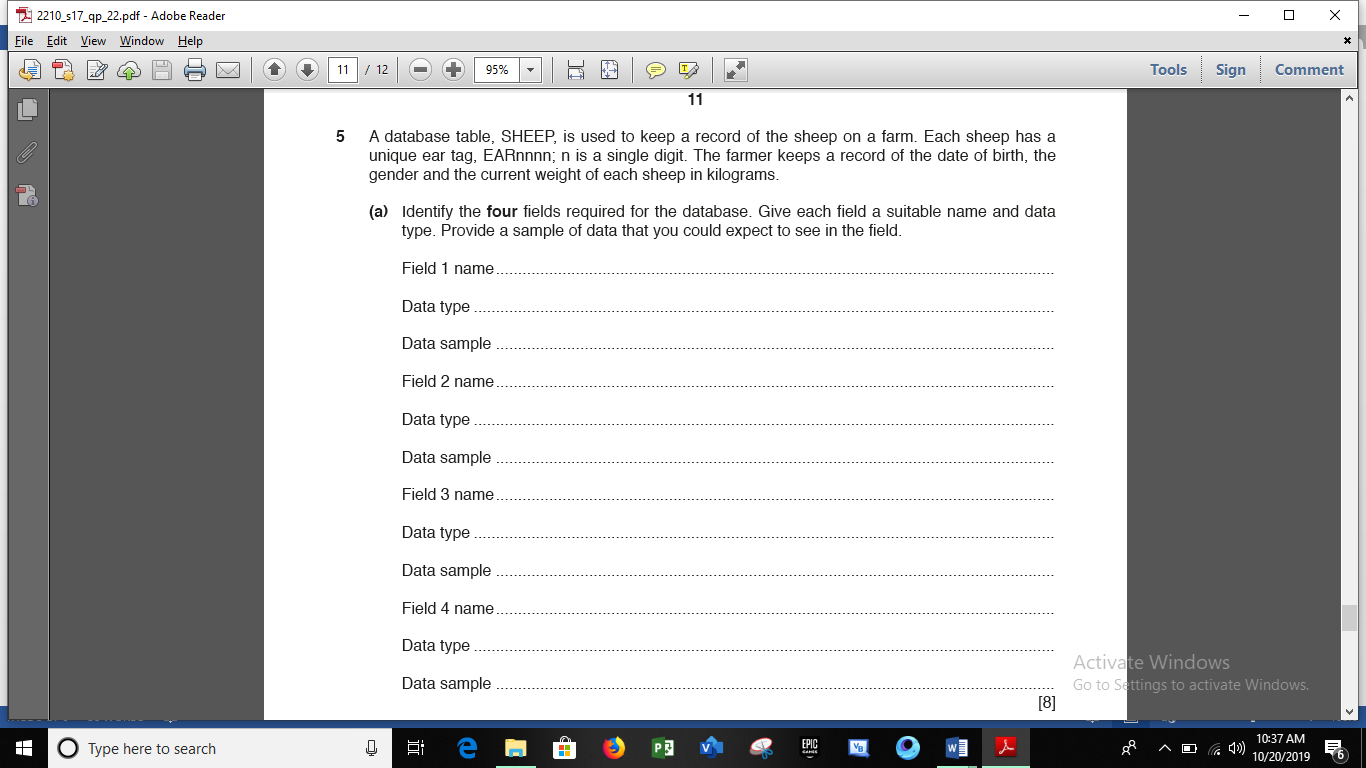 2210_s17_qp_22.pdf - Adobe Reader
File Edit View Window Help
11 / 12 95% Tools Sign Comment
11
5 A database table, SHEEP, is used to keep a record of the sheep on a farm. Each sheep has a
unique ear tag, EARnnnn; n is a single digit. The farmer keeps a record of the date of birth, the
gender and the current weight of each sheep in kilograms.
(a) Identify the four fields required for the database. Give each field a suitable name and data
type. Provide a sample of data that you could expect to see in the field.
Field 1 name
Data type
Data sample
Field 2 name
Data type
Data sample
Field 3 name
Data type
Data sample
Field 4 name
Data type
Data sample
[8]
Activate Windows
Go to Settings to activate Windows.
Type here to search
EPIC GAMES
10:37 AM
10/20/2019
6